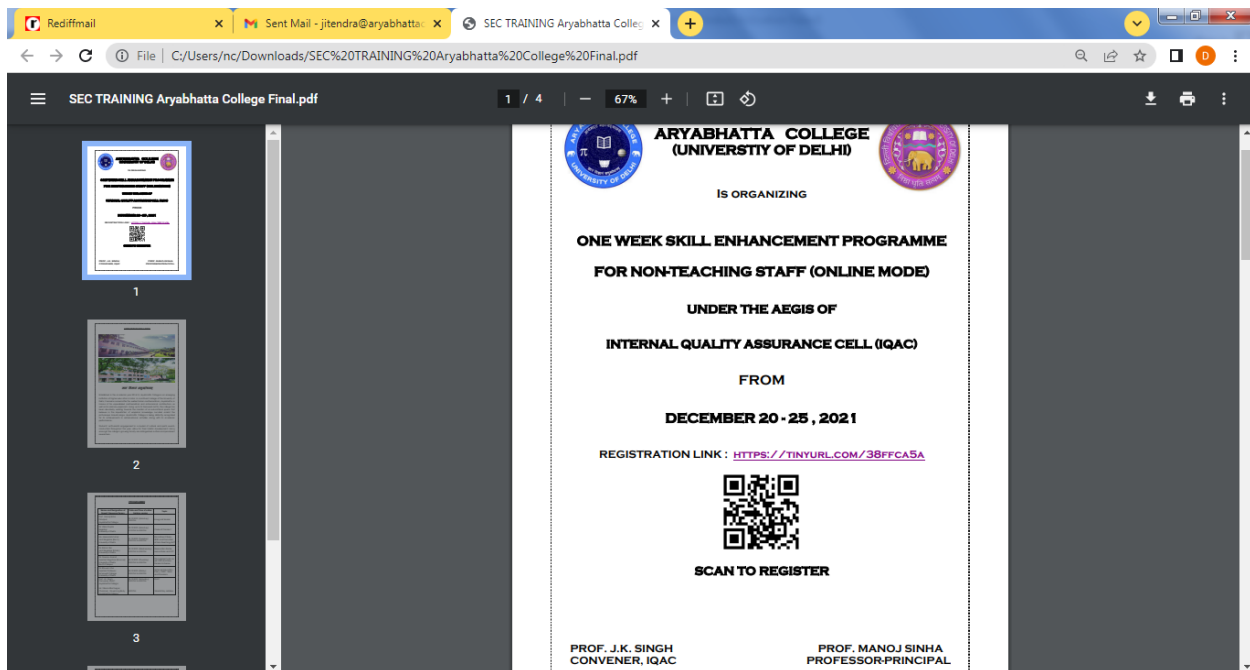 Rediffmail
Sent Mail - jitendra@aryabhattac
SEC TRAINING Aryabhatta Colleg
File | C:/Users/nc/Downloads/SEC%20TRAINING%20Aryabhatta%20College%20Final.pdf
D
SEC TRAINING Aryabhatta College Final.pdf
1 / 4
67%
1
2
3
ARYABHATTA COLLEGE
(UNIVERSTIY OF DELHI)
UNIVERSITY OF DELHI
IS ORGANIZING
ONE WEEK SKILL ENHANCEMENT PROGRAMME
FOR NON-TEACHING STAFF (ONLINE MODE)
UNDER THE AEGIS OF
INTERNAL QUALITY ASSURANCE CELL (IQAC)
FROM
DECEMBER 20 - 25 , 2021
REGISTRATION LINK : HTTPS://TINYURL.COM/38FFCA5A
SCAN TO REGISTER
PROF. J.K. SINGH
CONVENER, IQAC
PROF. MANOJ SINHA
PROFESSOR-PRINCIPAL